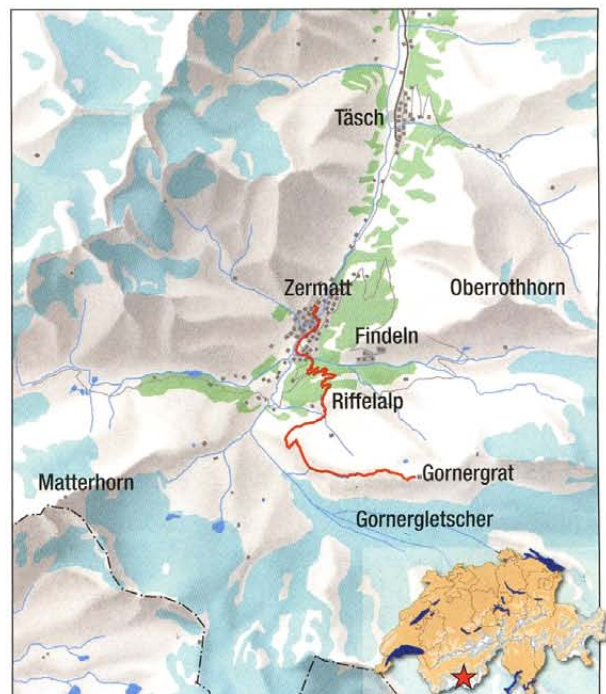 Täsch
Zermatt
Oberrothhorn
Findeln
Riffelalp
Matterhorn
Gornergrat
Gornergletscher